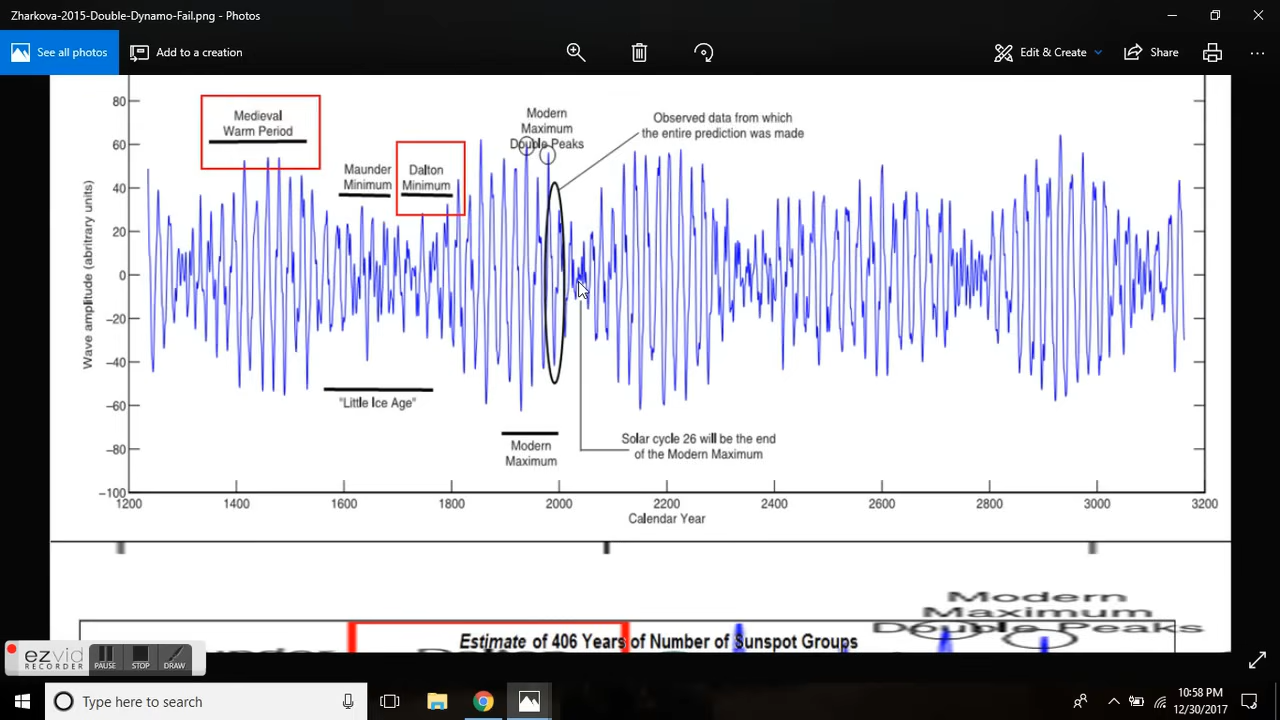 Zharkova-2015-Double-Dynamo-Fail.png - Photos
See all photos
Add to a creation
Edit & Create
Share
Medieval
Warm Period
Maunder
Minimum
Dalton
Minimum
Modern
Maximum
Double Peaks
Observed data from which
the entire prediction was made
80
60
40
20
0
−20
−40
−60
−80
−100
Wave amplitude (abritrary units)
"Little Ice Age"
Modern
Maximum
Solar cycle 26 will be the end
of the Modern Maximum
1200 1400 1600 1800 2000 2200 2400 2600 2800 3000 3200
Calendar Year
Modern
Maximum
Double Peaks
Estimate of 406 Years of Number of Sunspot Groups
ezvid
RECORDER
PAUSE
STOP
DRAW
Type here to search
10:58 PM
12/30/2017